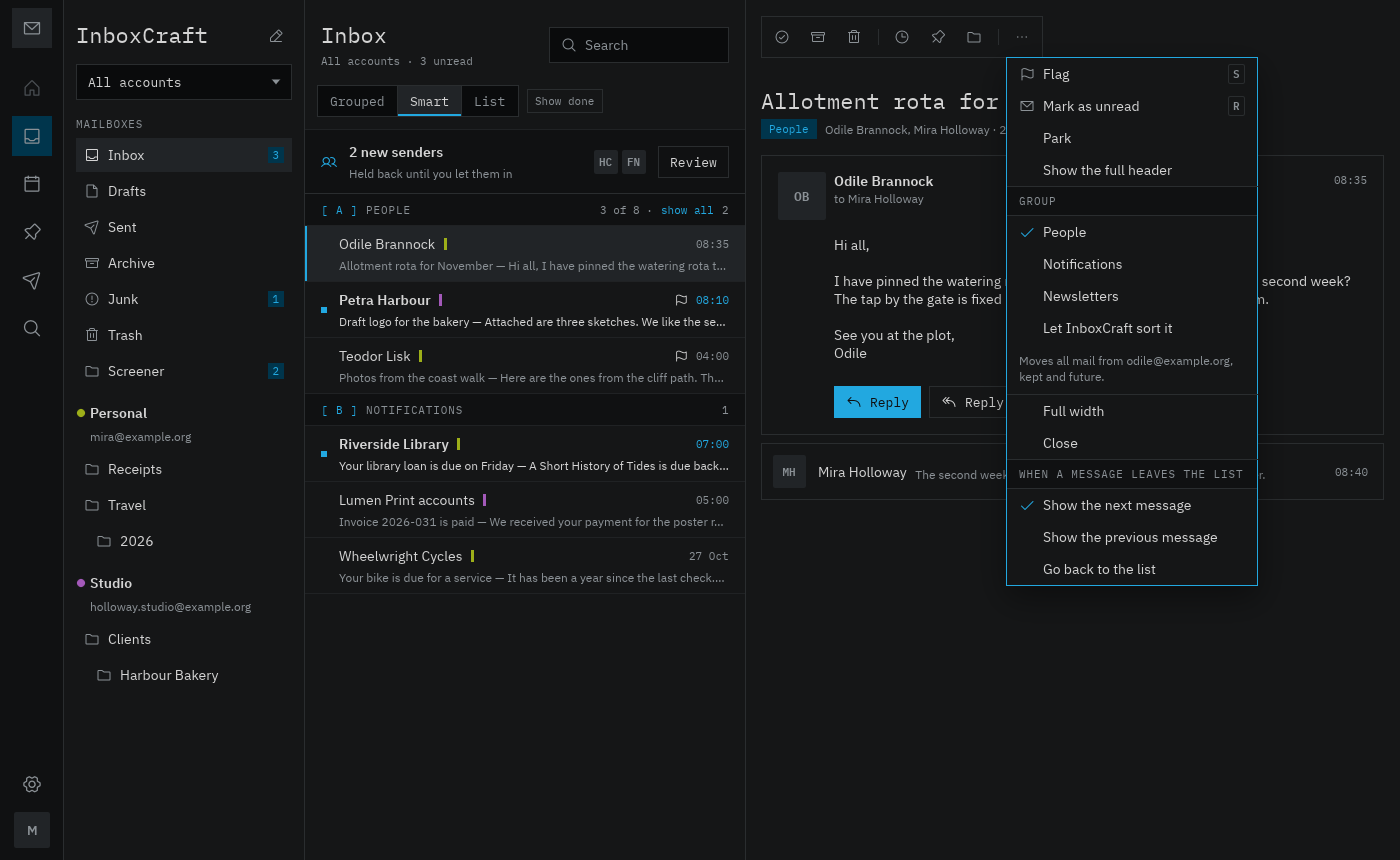 InboxCraft
All accounts
MAILBOXES
Inbox 3
Drafts
Sent
Archive
Junk 1
Trash
Screener 2
Personal
mira@example.org
Receipts
Travel
2026
Studio
holloway.studio@example.org
Clients
Harbour Bakery
M
Inbox
All accounts · 3 unread
Search
Grouped Smart List Show done
2 new senders
Held back until you let them in
HC FN Review
[ A ] PEOPLE 3 of 8 · show all 2
Odile Brannock 08:35
Allotment rota for November — Hi all, I have pinned the watering rota t…
Petra Harbour 08:10
Draft logo for the bakery — Attached are three sketches. We like the se…
Teodor Lisk 04:00
Photos from the coast walk — Here are the ones from the cliff path. Th…
[ B ] NOTIFICATIONS 1
Riverside Library 07:00
Your library loan is due on Friday — A Short History of Tides is due back…
Lumen Print accounts 05:00
Invoice 2026-031 is paid — We received your payment for the poster r…
Wheelwright Cycles 27 Oct
Your bike is due for a service — It has been a year since the last check.…
Allotment rota for
People Odile Brannock, Mira Holloway · 2
OB
Odile Brannock 08:35
to Mira Holloway
Hi all,
I have pinned the watering second week?
The tap by the gate is fixed m.
See you at the plot,
Odile
Reply Reply
MH Mira Holloway The second week r. 08:40
Flag S
Mark as unread R
Park
Show the full header
GROUP
People
Notifications
Newsletters
Let InboxCraft sort it
Moves all mail from odile@example.org,
kept and future.
Full width
Close
WHEN A MESSAGE LEAVES THE LIST
Show the next message
Show the previous message
Go back to the list